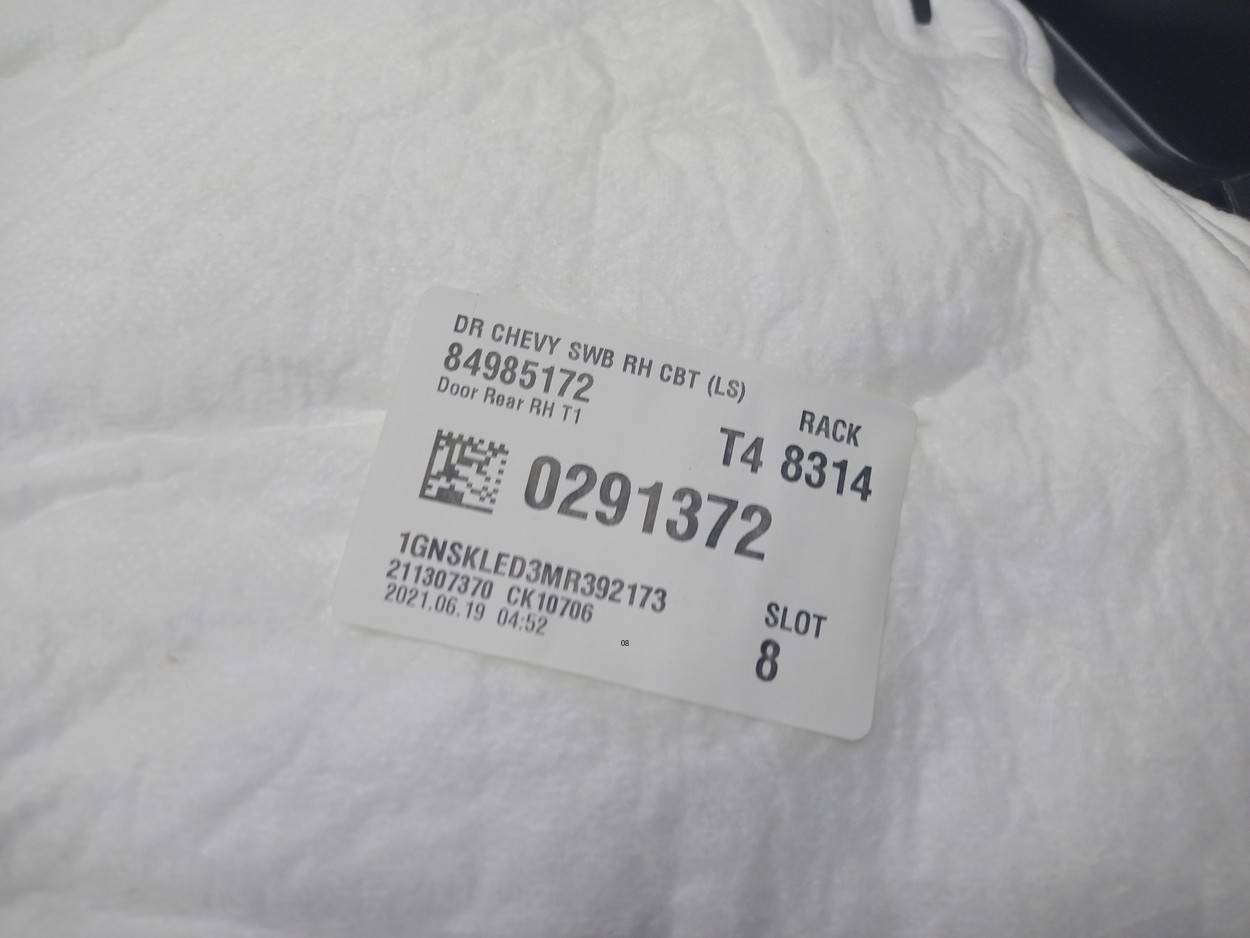 DR CHEVY SWB RH CBT (LS)
84985172
Door Rear RH T1
RACK
T4 8314
0291372
1GNSKLED3MR392173
211307370 CK10706
2021.06.19 04:52
08
SLOT
8